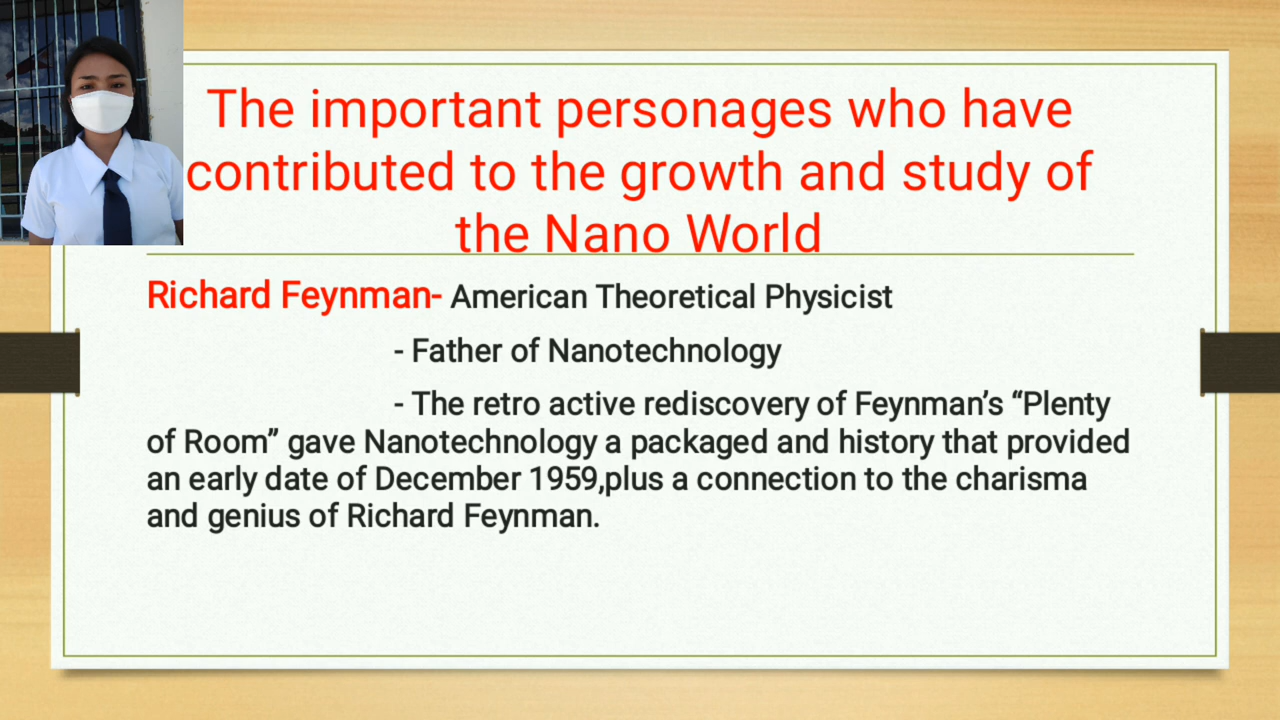 The important personages who have
contributed to the growth and study of
the Nano World
Richard Feynman- American Theoretical Physicist
- Father of Nanotechnology
- The retro active rediscovery of Feynman’s “Plenty
of Room” gave Nanotechnology a packaged and history that provided
an early date of December 1959,plus a connection to the charisma
and genius of Richard Feynman.